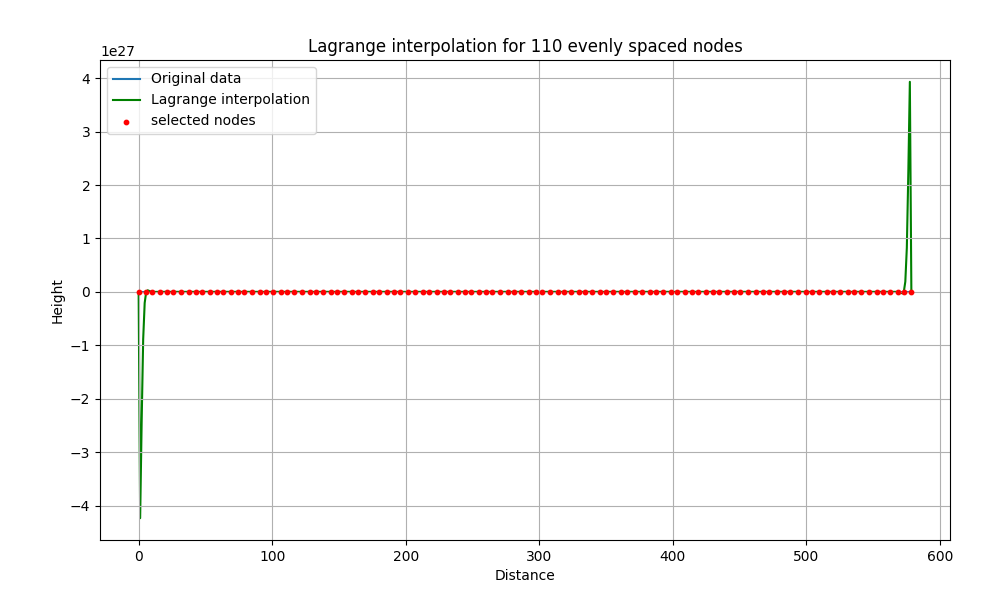 Lagrange interpolation for 110 evenly spaced nodes
1e27
Original data
Lagrange interpolation
selected nodes
4
3
2
1
0
−1
−2
−3
−4
Height
0 100 200 300 400 500 600
Distance